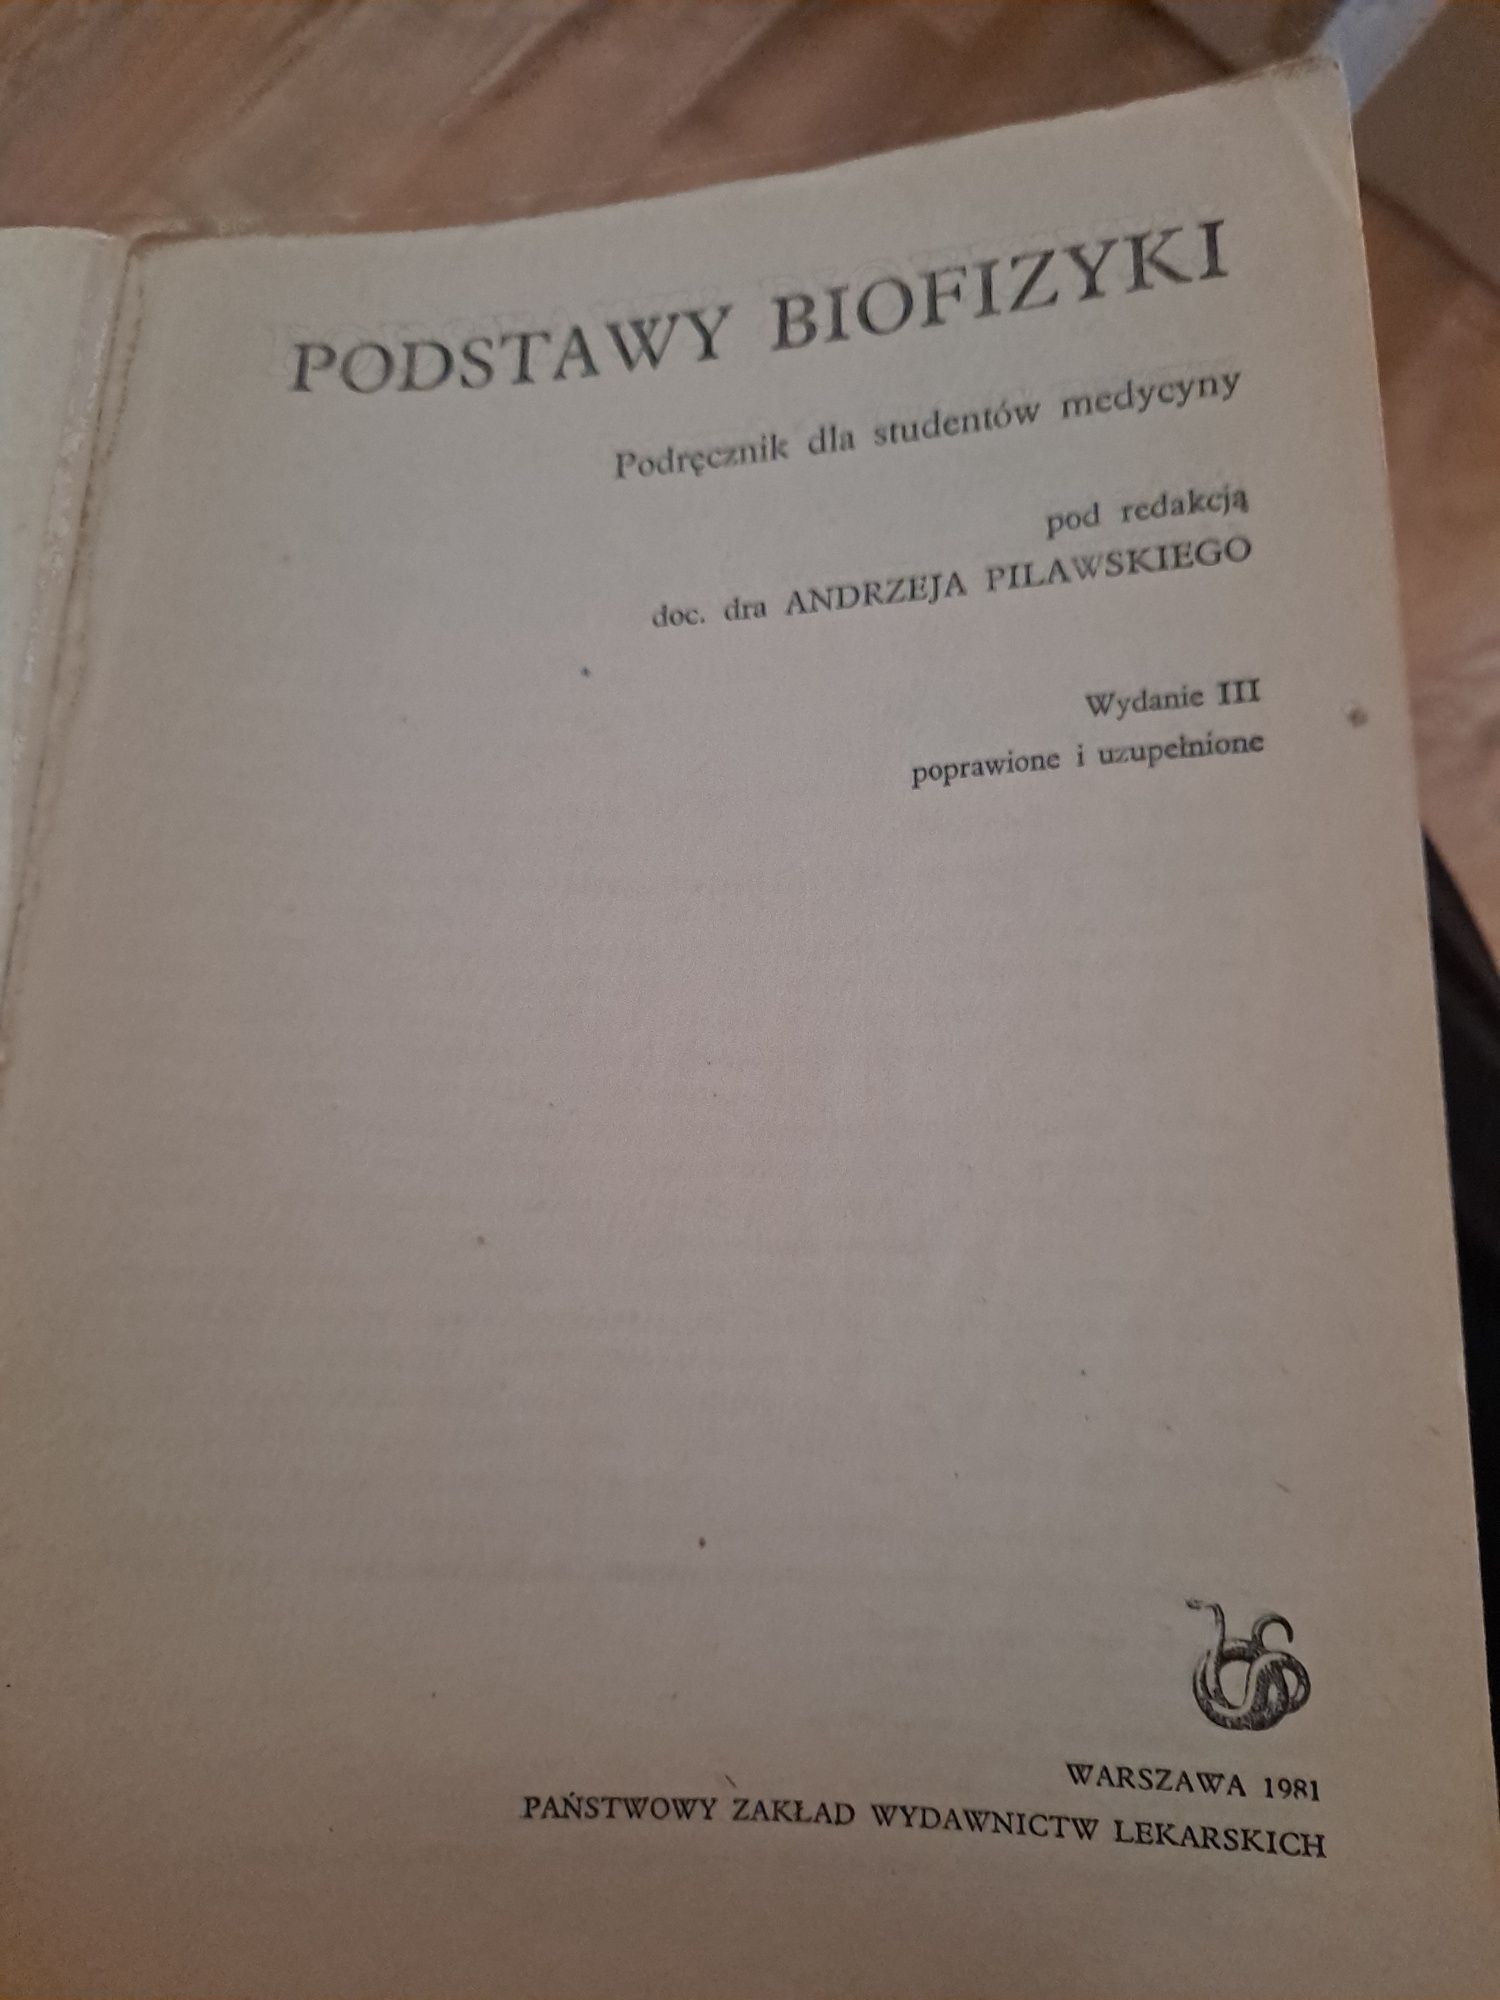 PODSTAWY BIOFIZYKI
Podręcznik dla studentów medycyny
pod redakcją
doc. dra ANDRZEJA PILAWSKIEGO
Wydanie III
poprawione i uzupełnione
WARSZAWA 1981
PAŃSTWOWY ZAKŁAD WYDAWNICTW LEKARSKICH